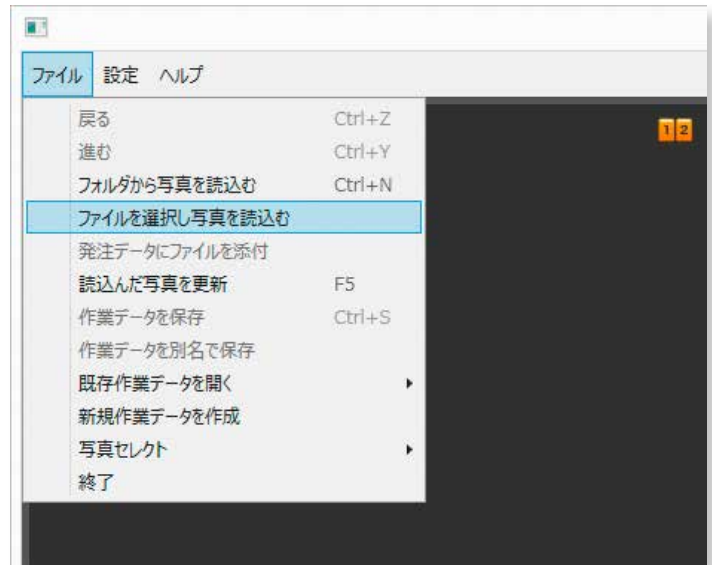 ファイル 設定 ヘルプ
戻る Ctrl+Z
進む Ctrl+Y
フォルダから写真を読込む Ctrl+N
ファイルを選択し写真を読込む
発注データにファイルを添付
読込んだ写真を更新 F5
作業データを保存 Ctrl+S
作業データを別名で保存
既存作業データを開く
新規作業データを作成
写真セレクト
終了
1 2